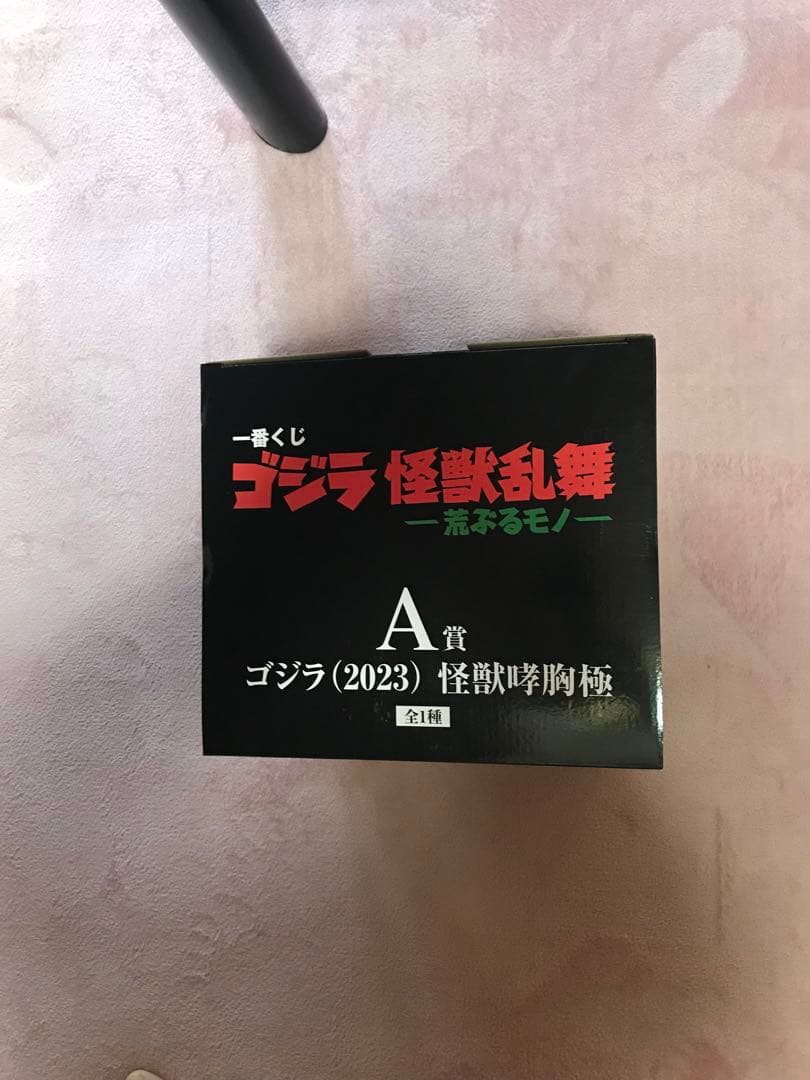 一番くじ
ゴジラ 怪獣乱舞
―荒ぶるモノ―
A賞
ゴジラ(2023) 怪獣哮胸極
全1種